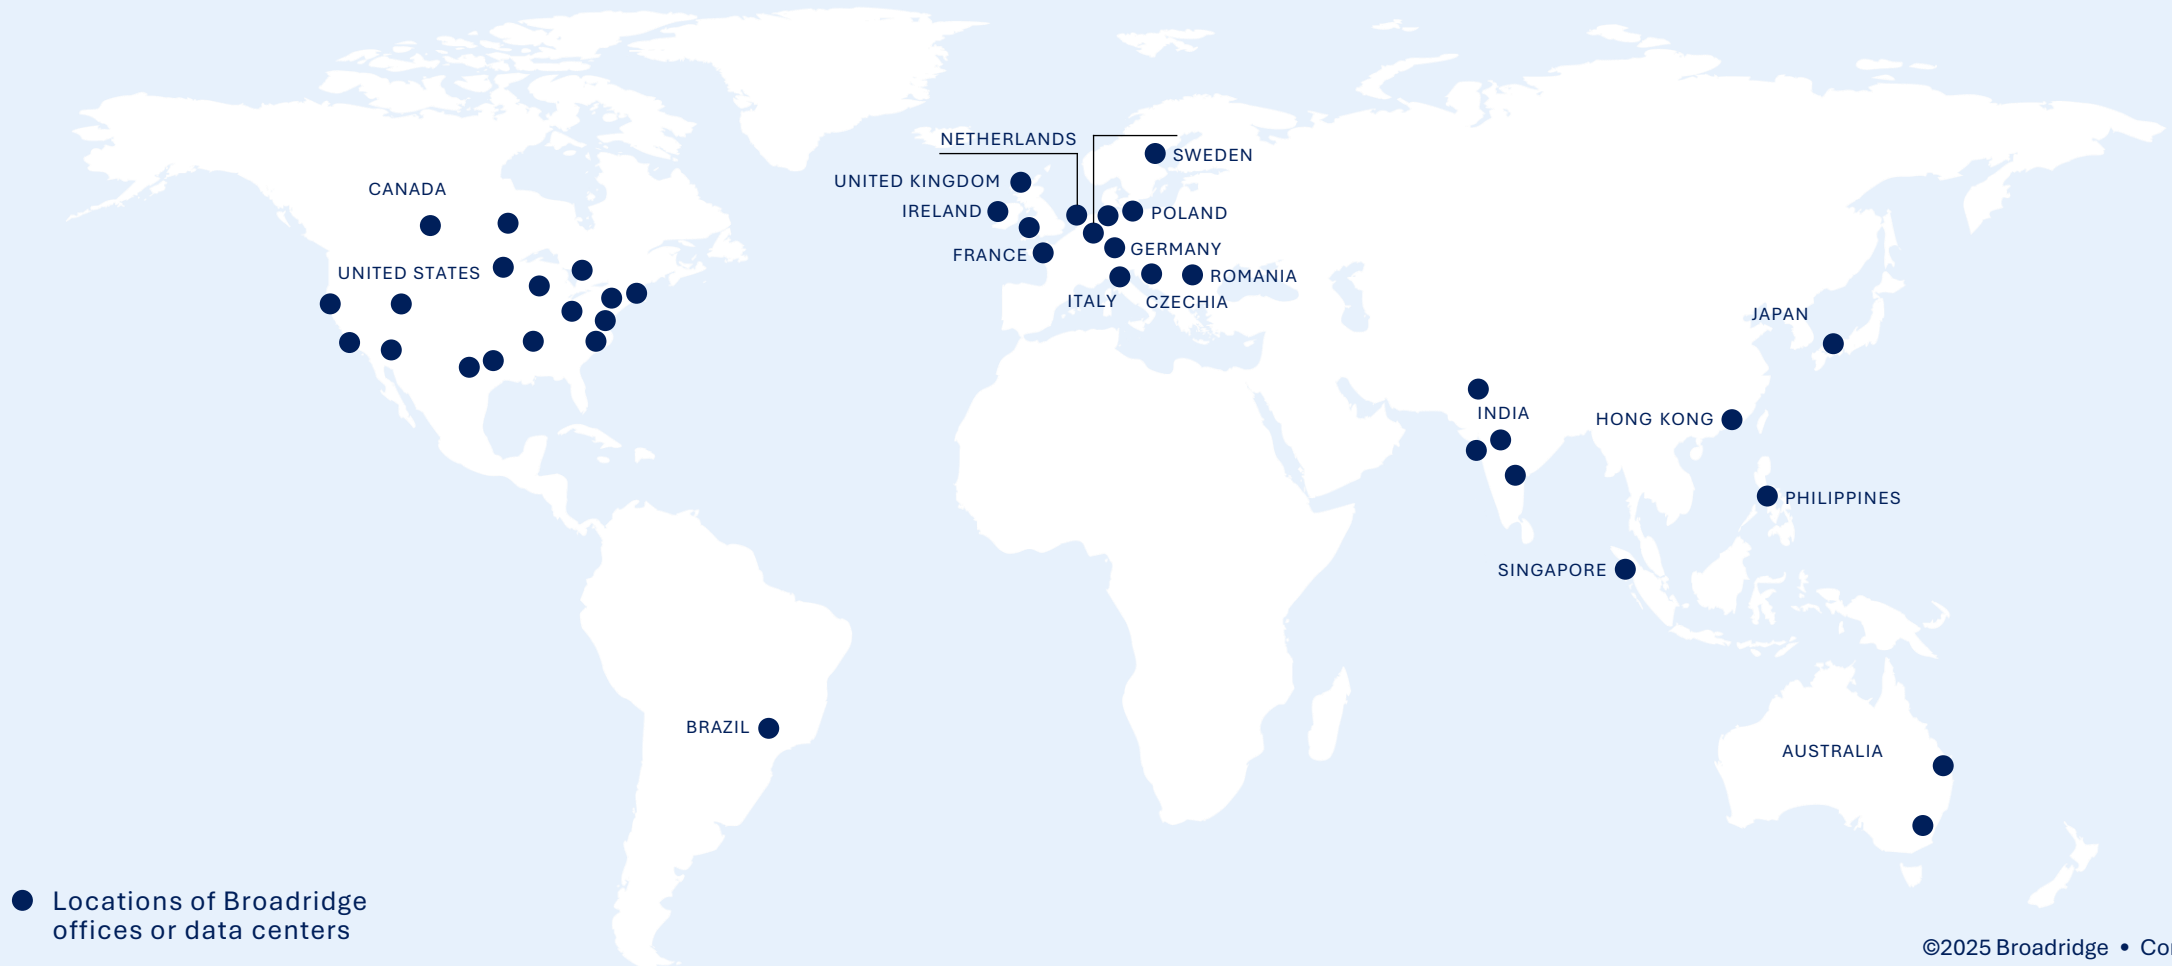 NETHERLANDS
SWEDEN
UNITED KINGDOM
CANADA
IRELAND
POLAND
FRANCE
GERMANY
UNITED STATES
ROMANIA
ITALY
CZECHIA
JAPAN
INDIA
HONG KONG
PHILIPPINES
SINGAPORE
BRAZIL
AUSTRALIA
Locations of Broadridge
offices or data centers
©2025 Broadridge •